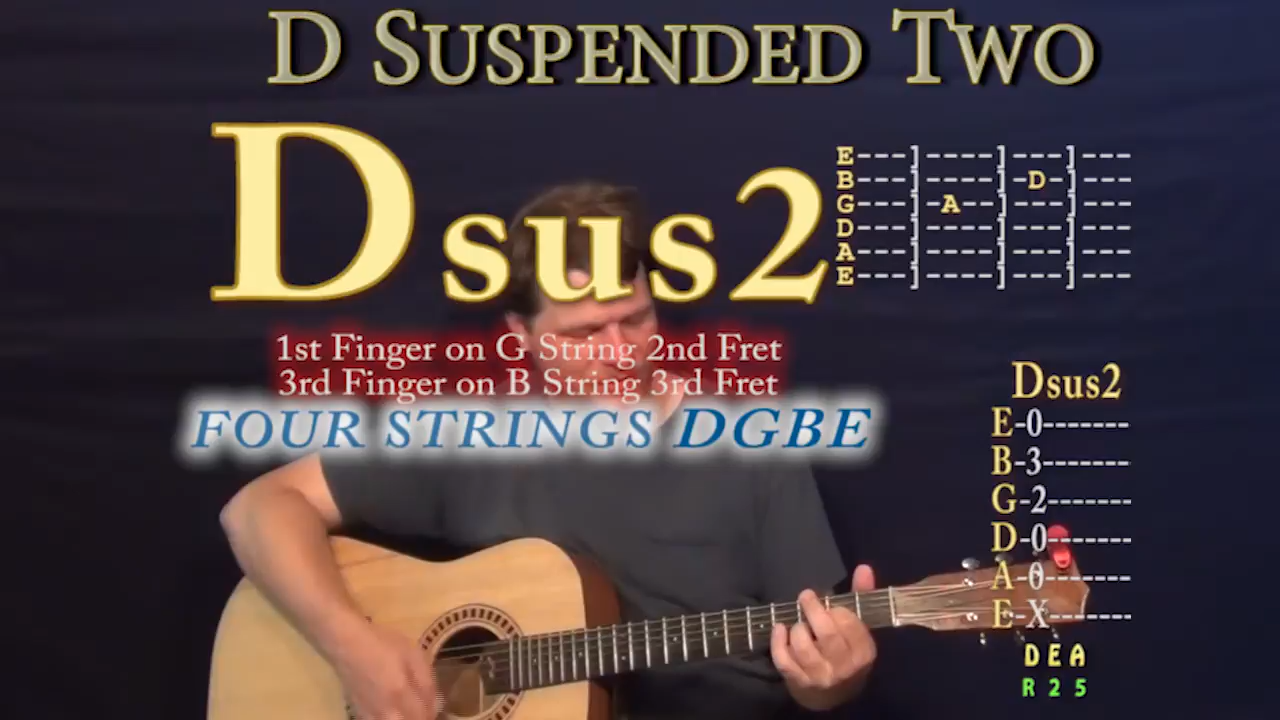 D SUSPENDED TWO
Dsus2
E---]----]---]---
B---]----]-D-]---
G---]-A--]---]---
D---]----]---]---
A---]----]---]---
E---]----]---]---
1st Finger on G String 2nd Fret
3rd Finger on B String 3rd Fret
FOUR STRINGS DGBE
Dsus2
E-0-------
B-3-------
G-2-------
D-0-------
A-0-------
E-X-------
D E A
R 2 5